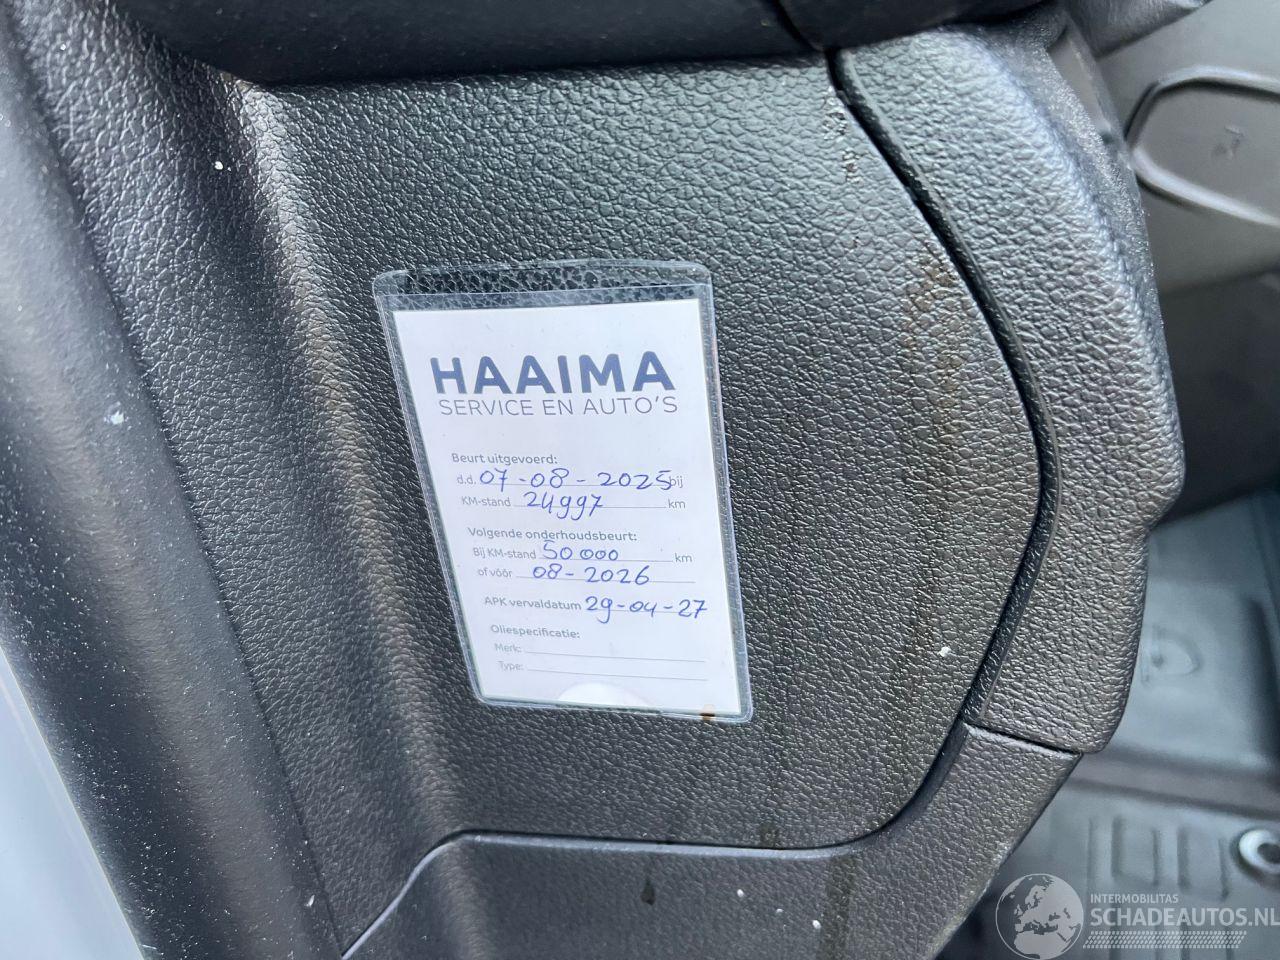 HAAIMA
SERVICE EN AUTO'S
Beurt uitgevoerd:
d.d. 07-08-2025 bij
KM-stand 24997 km
Volgende onderhoudsbeurt:
Bij KM-stand 50 000 km
of vóór 08-2026
APK vervaldatum 29-04-27
Oliespecificatie:
Merk:
Type:
INTERMOBILITAS
SCHADEAUTOS.NL